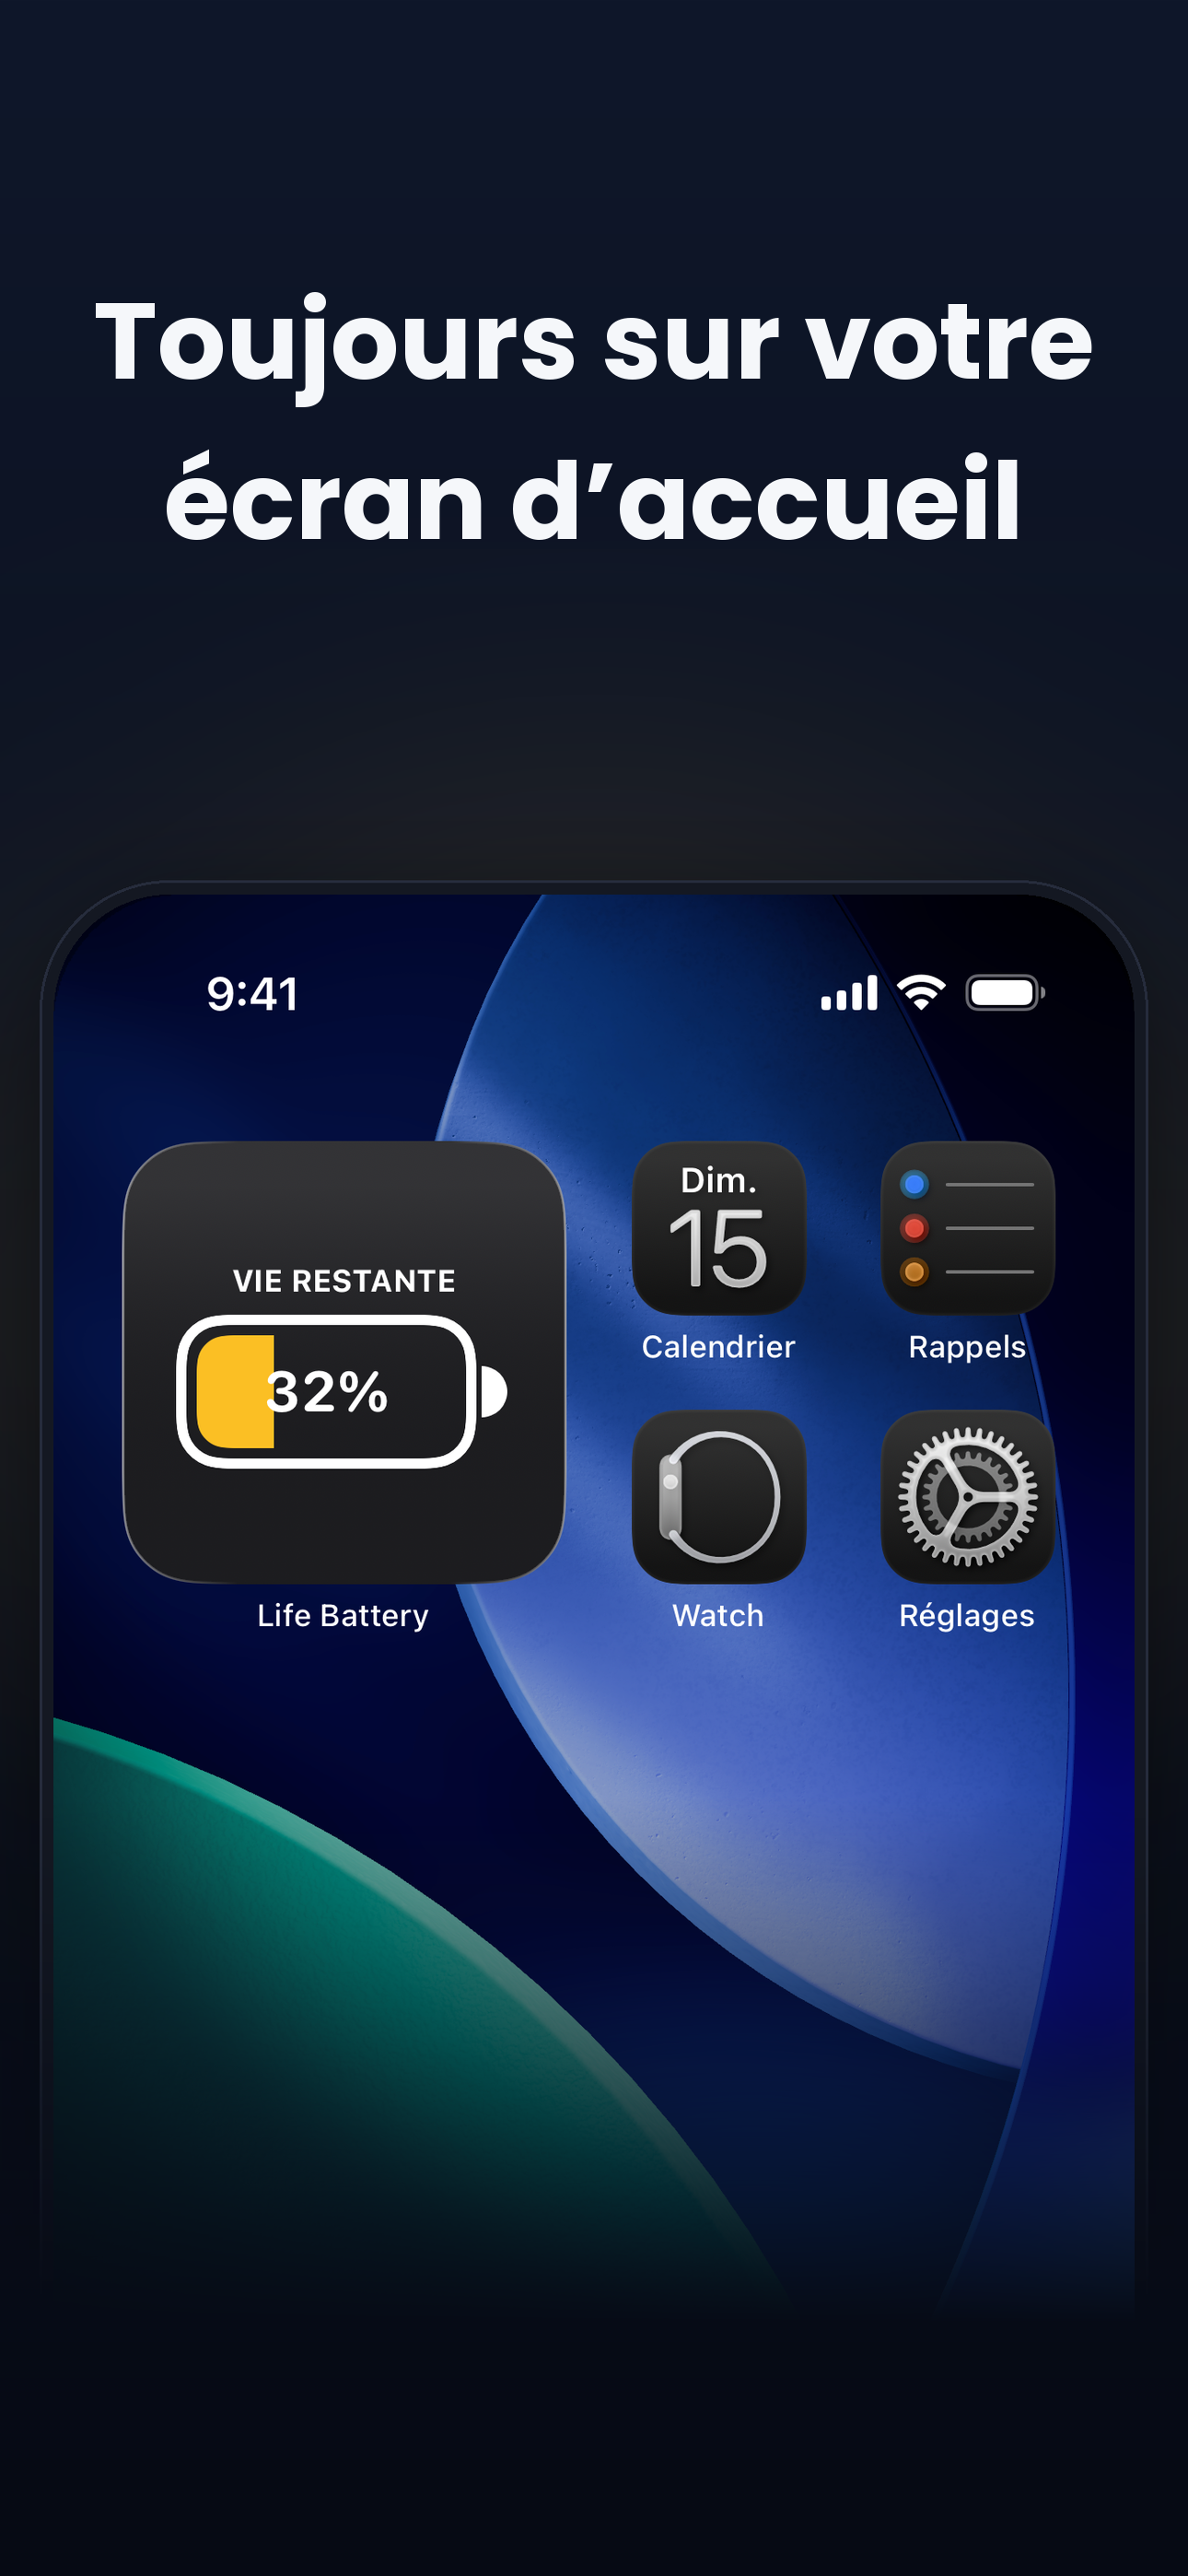 Toujours sur votre
écran d’accueil
9:41
VIE RESTANTE
32%
Life Battery
Dim.
15
Calendrier
Rappels
Watch
Réglages